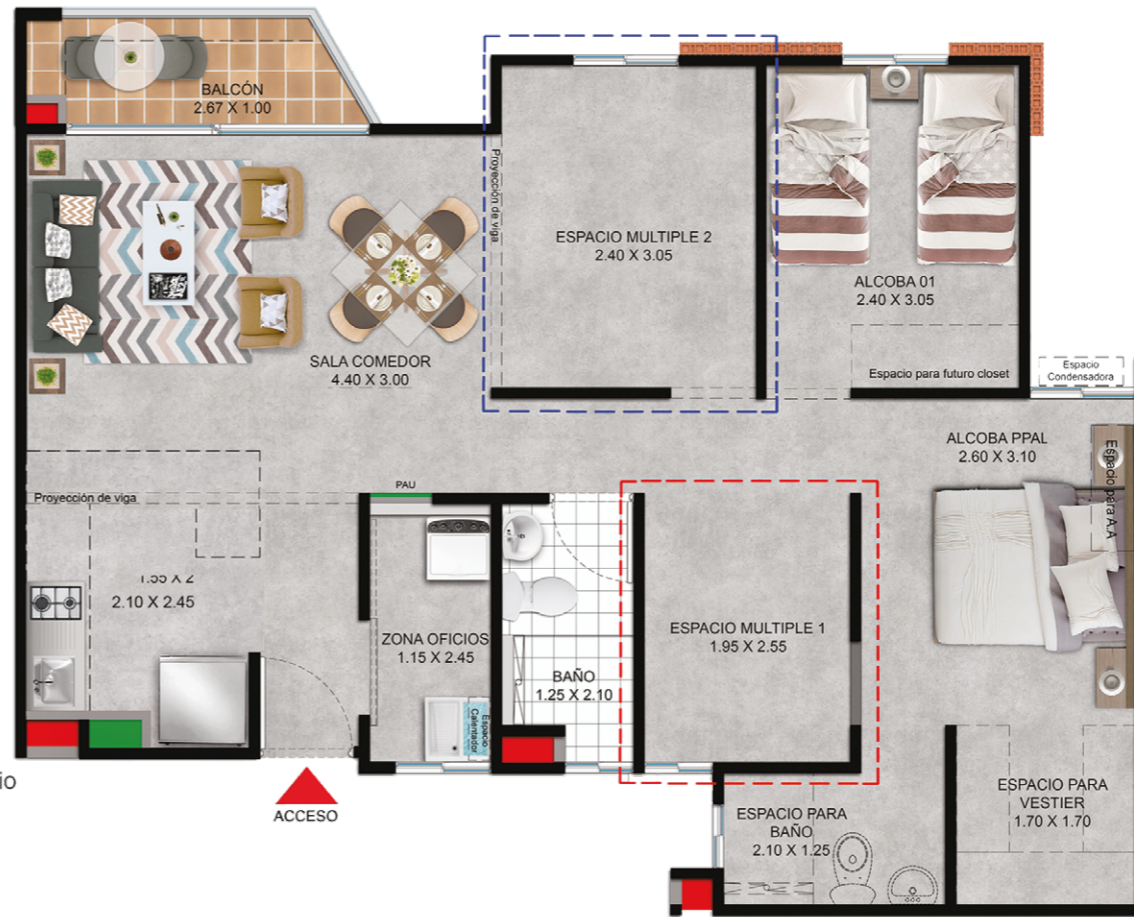 BALCÓN
2.67 X 1.00
Proyección de viga
ESPACIO MULTIPLE 2
2.40 X 3.05
ALCOBA 01
2.40 X 3.05
SALA COMEDOR
4.40 X 3.00
Espacio para futuro closet
Espacio
Condensadora
ALCOBA PPAL
2.60 X 3.10
Espacio para A.A
Proyección de viga
PAU
2.10 X 2.45
ZONA OFICIOS
1.15 X 2.45
Espacio
Calentador
BAÑO
1.25 X 2.10
ESPACIO MULTIPLE 1
1.95 X 2.55
io
ACCESO
ESPACIO PARA
BAÑO
2.10 X 1.25
ESPACIO PARA
VESTIER
1.70 X 1.70